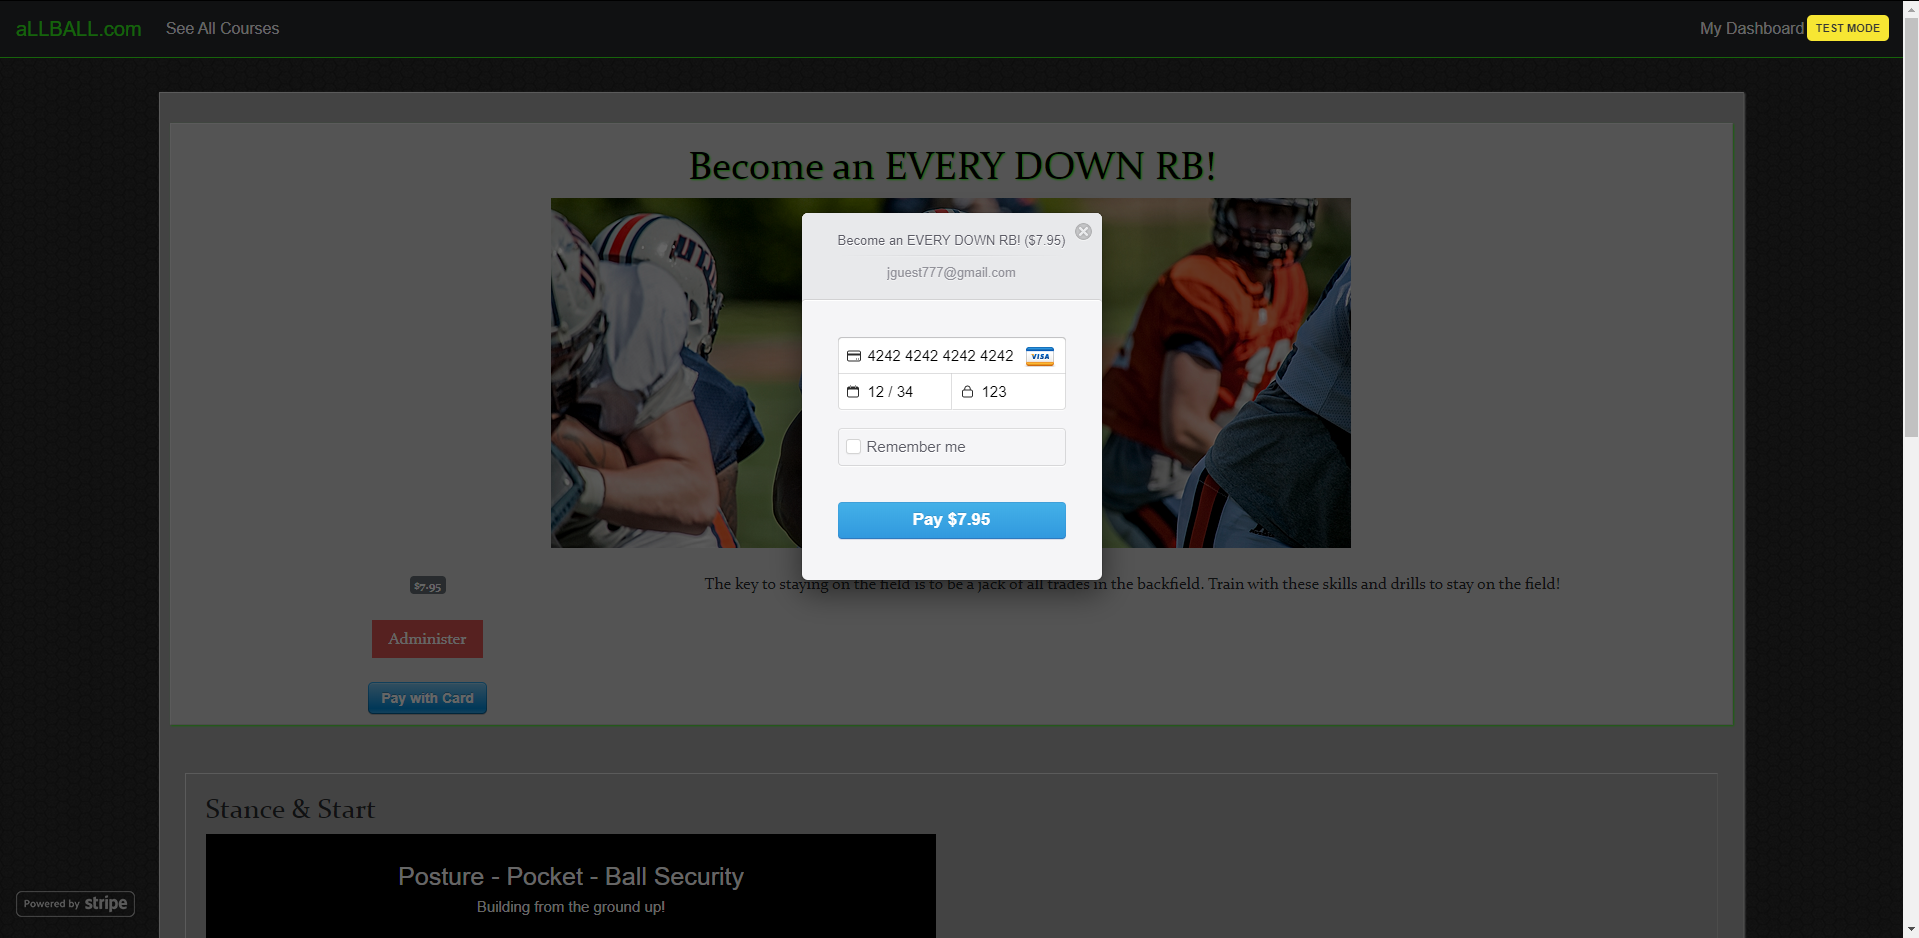 aLLBALL.com See All Courses My Dashboard TEST MODE
Become an EVERY DOWN RB!
Become an EVERY DOWN RB! ($7.95)
jguest777@gmail.com
4242 4242 4242 4242 VISA
12 / 34 123
Remember me
Pay $7.95
$7.95
The key to staying on the field is to be a jack of all trades in the backfield. Train with these skills and drills to stay on the field!
Administer
Pay with Card
Stance & Start
Posture - Pocket - Ball Security
Building from the ground up!
Powered by stripe